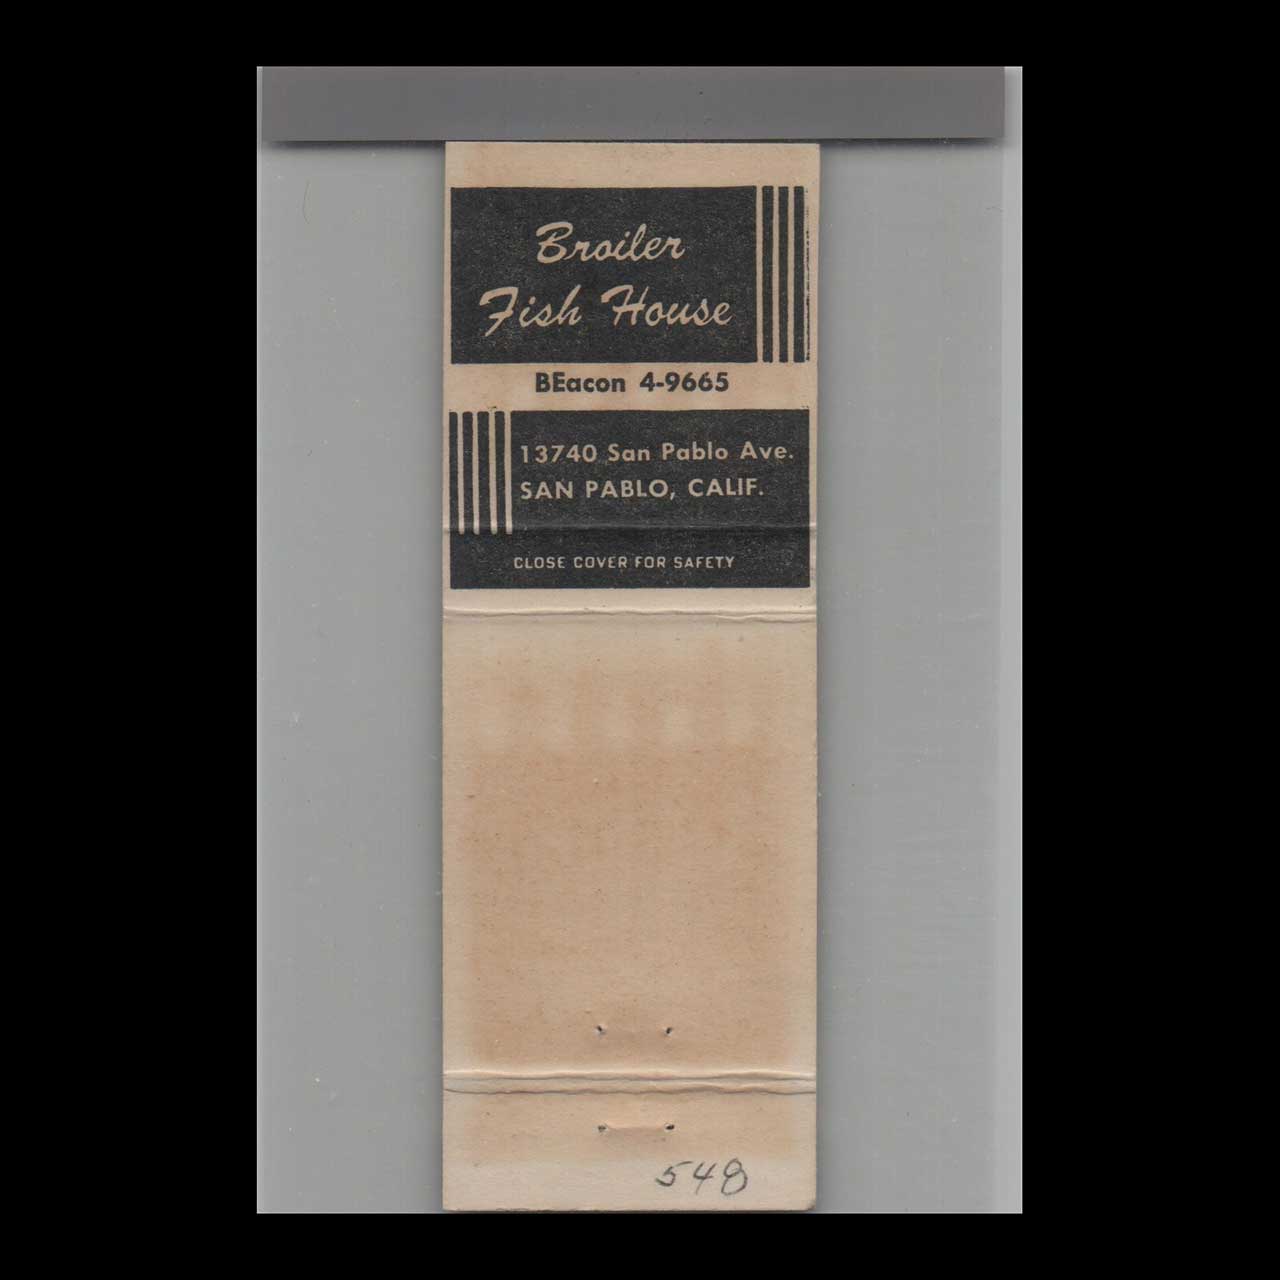 Broiler
Fish House
BEacon 4-9665
13740 San Pablo Ave.
SAN PABLO, CALIF.
CLOSE COVER FOR SAFETY
548